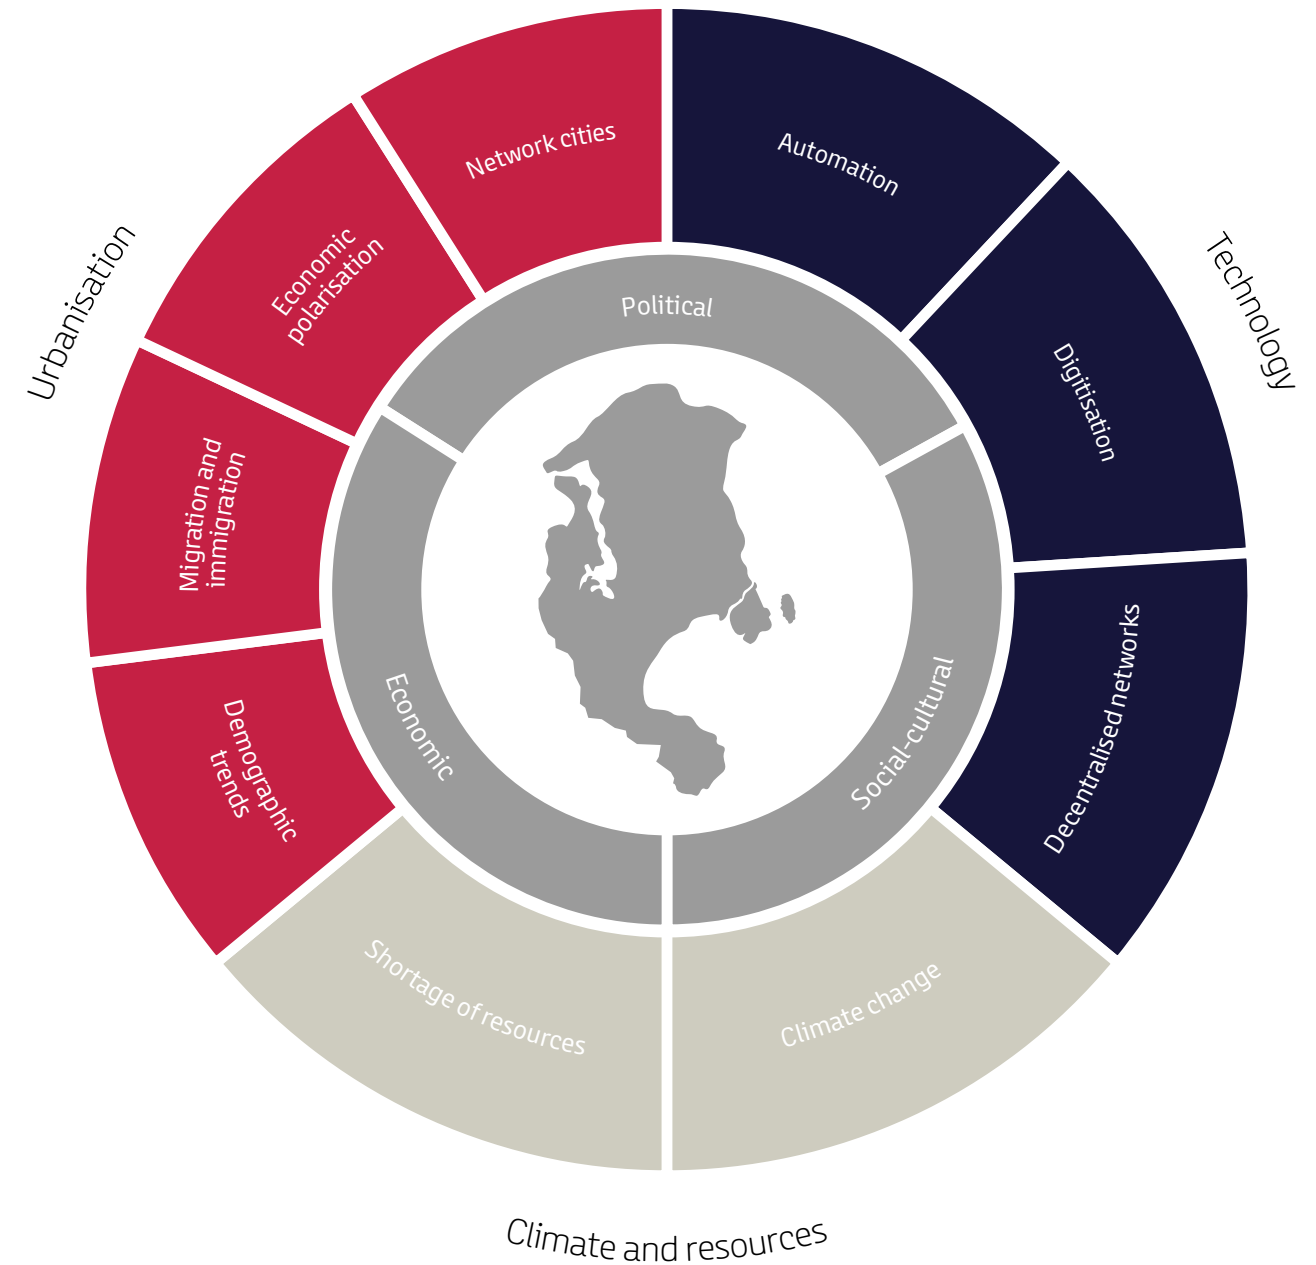 Urbanisation
Network cities
Economic
polarisation
Migration and
immigration
Demographic
trends
Technology
Automation
Digitisation
Decentralised networks
Climate and resources
Climate change
Shortage of resources
Political
Social-cultural
Economic